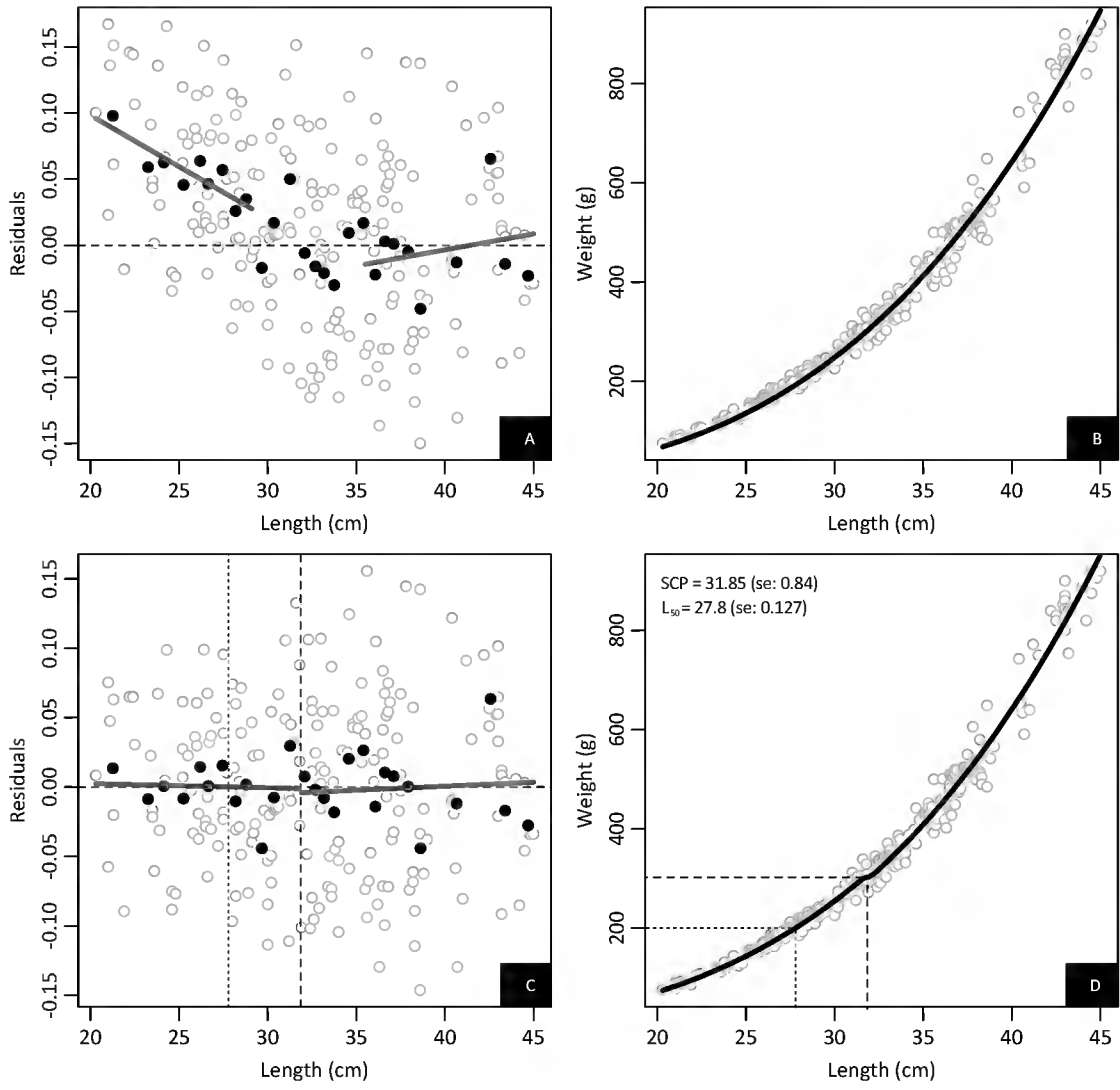 0.15
0.10
0.05
0.00
-0.05
-0.10
-0.15
Residuals
20 25 30 35 40 45
Length (cm)
A
800
600
400
200
Weight (g)
20 25 30 35 40 45
Length (cm)
B
0.15
0.10
0.05
0.00
-0.05
-0.10
-0.15
Residuals
20 25 30 35 40 45
Length (cm)
C
SCP = 31.85 (se: 0.84)
L₅₀ = 27.8 (se: 0.127)
800
600
400
200
Weight (g)
20 25 30 35 40 45
Length (cm)
D